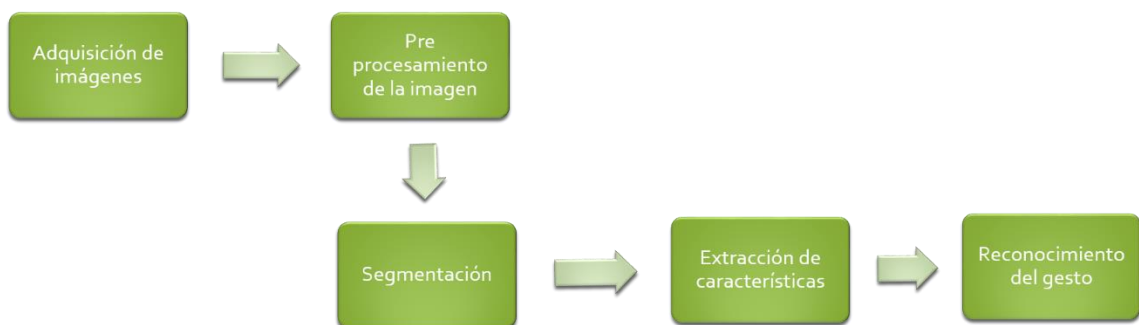 Adquisición de
imágenes
Pre
procesamiento
de la imagen
Segmentación
Extracción de
características
Reconocimiento
del gesto